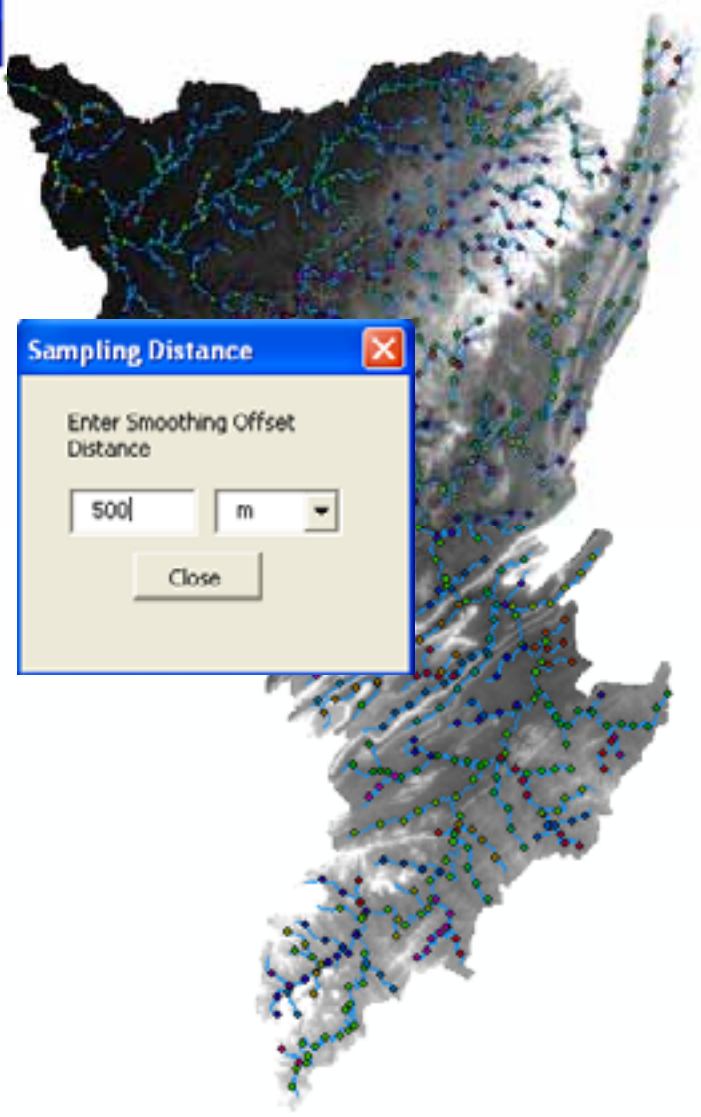 Sampling Distance
Enter Smoothing Offset
Distance
500 m
Close